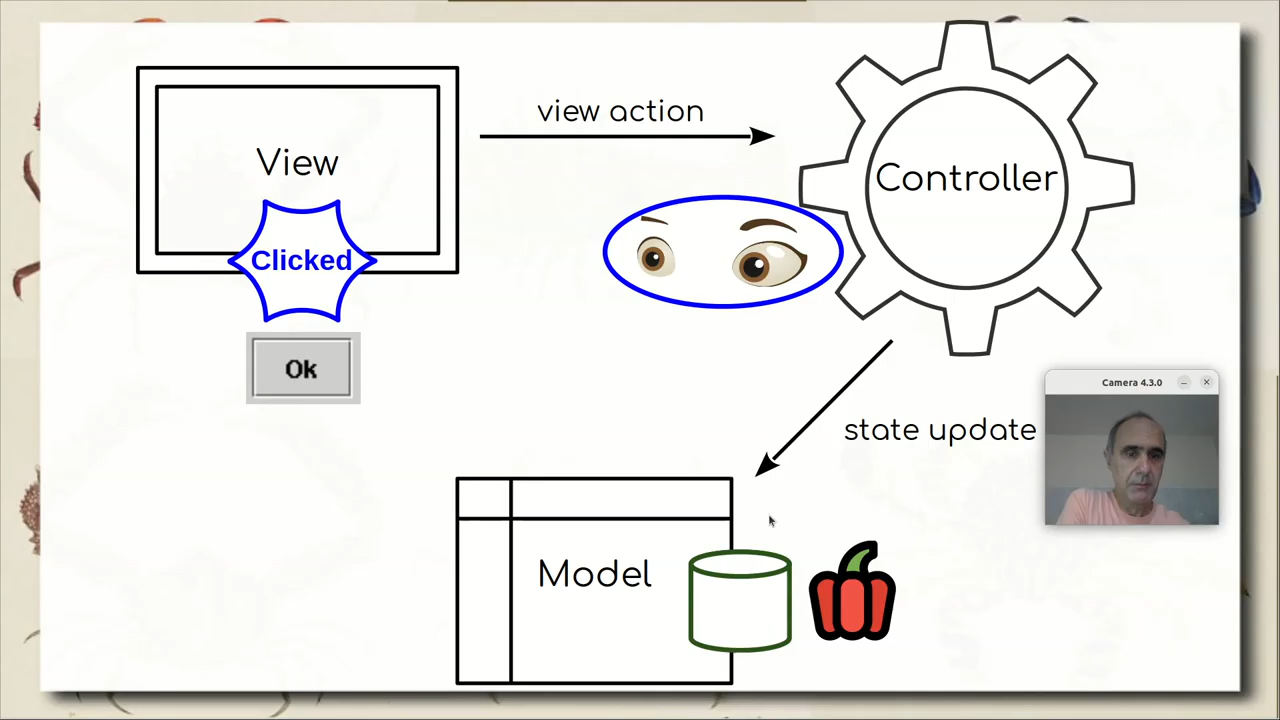 view action
View
Controller
Clicked
Ok
Camera 4.3.0
state update
Model